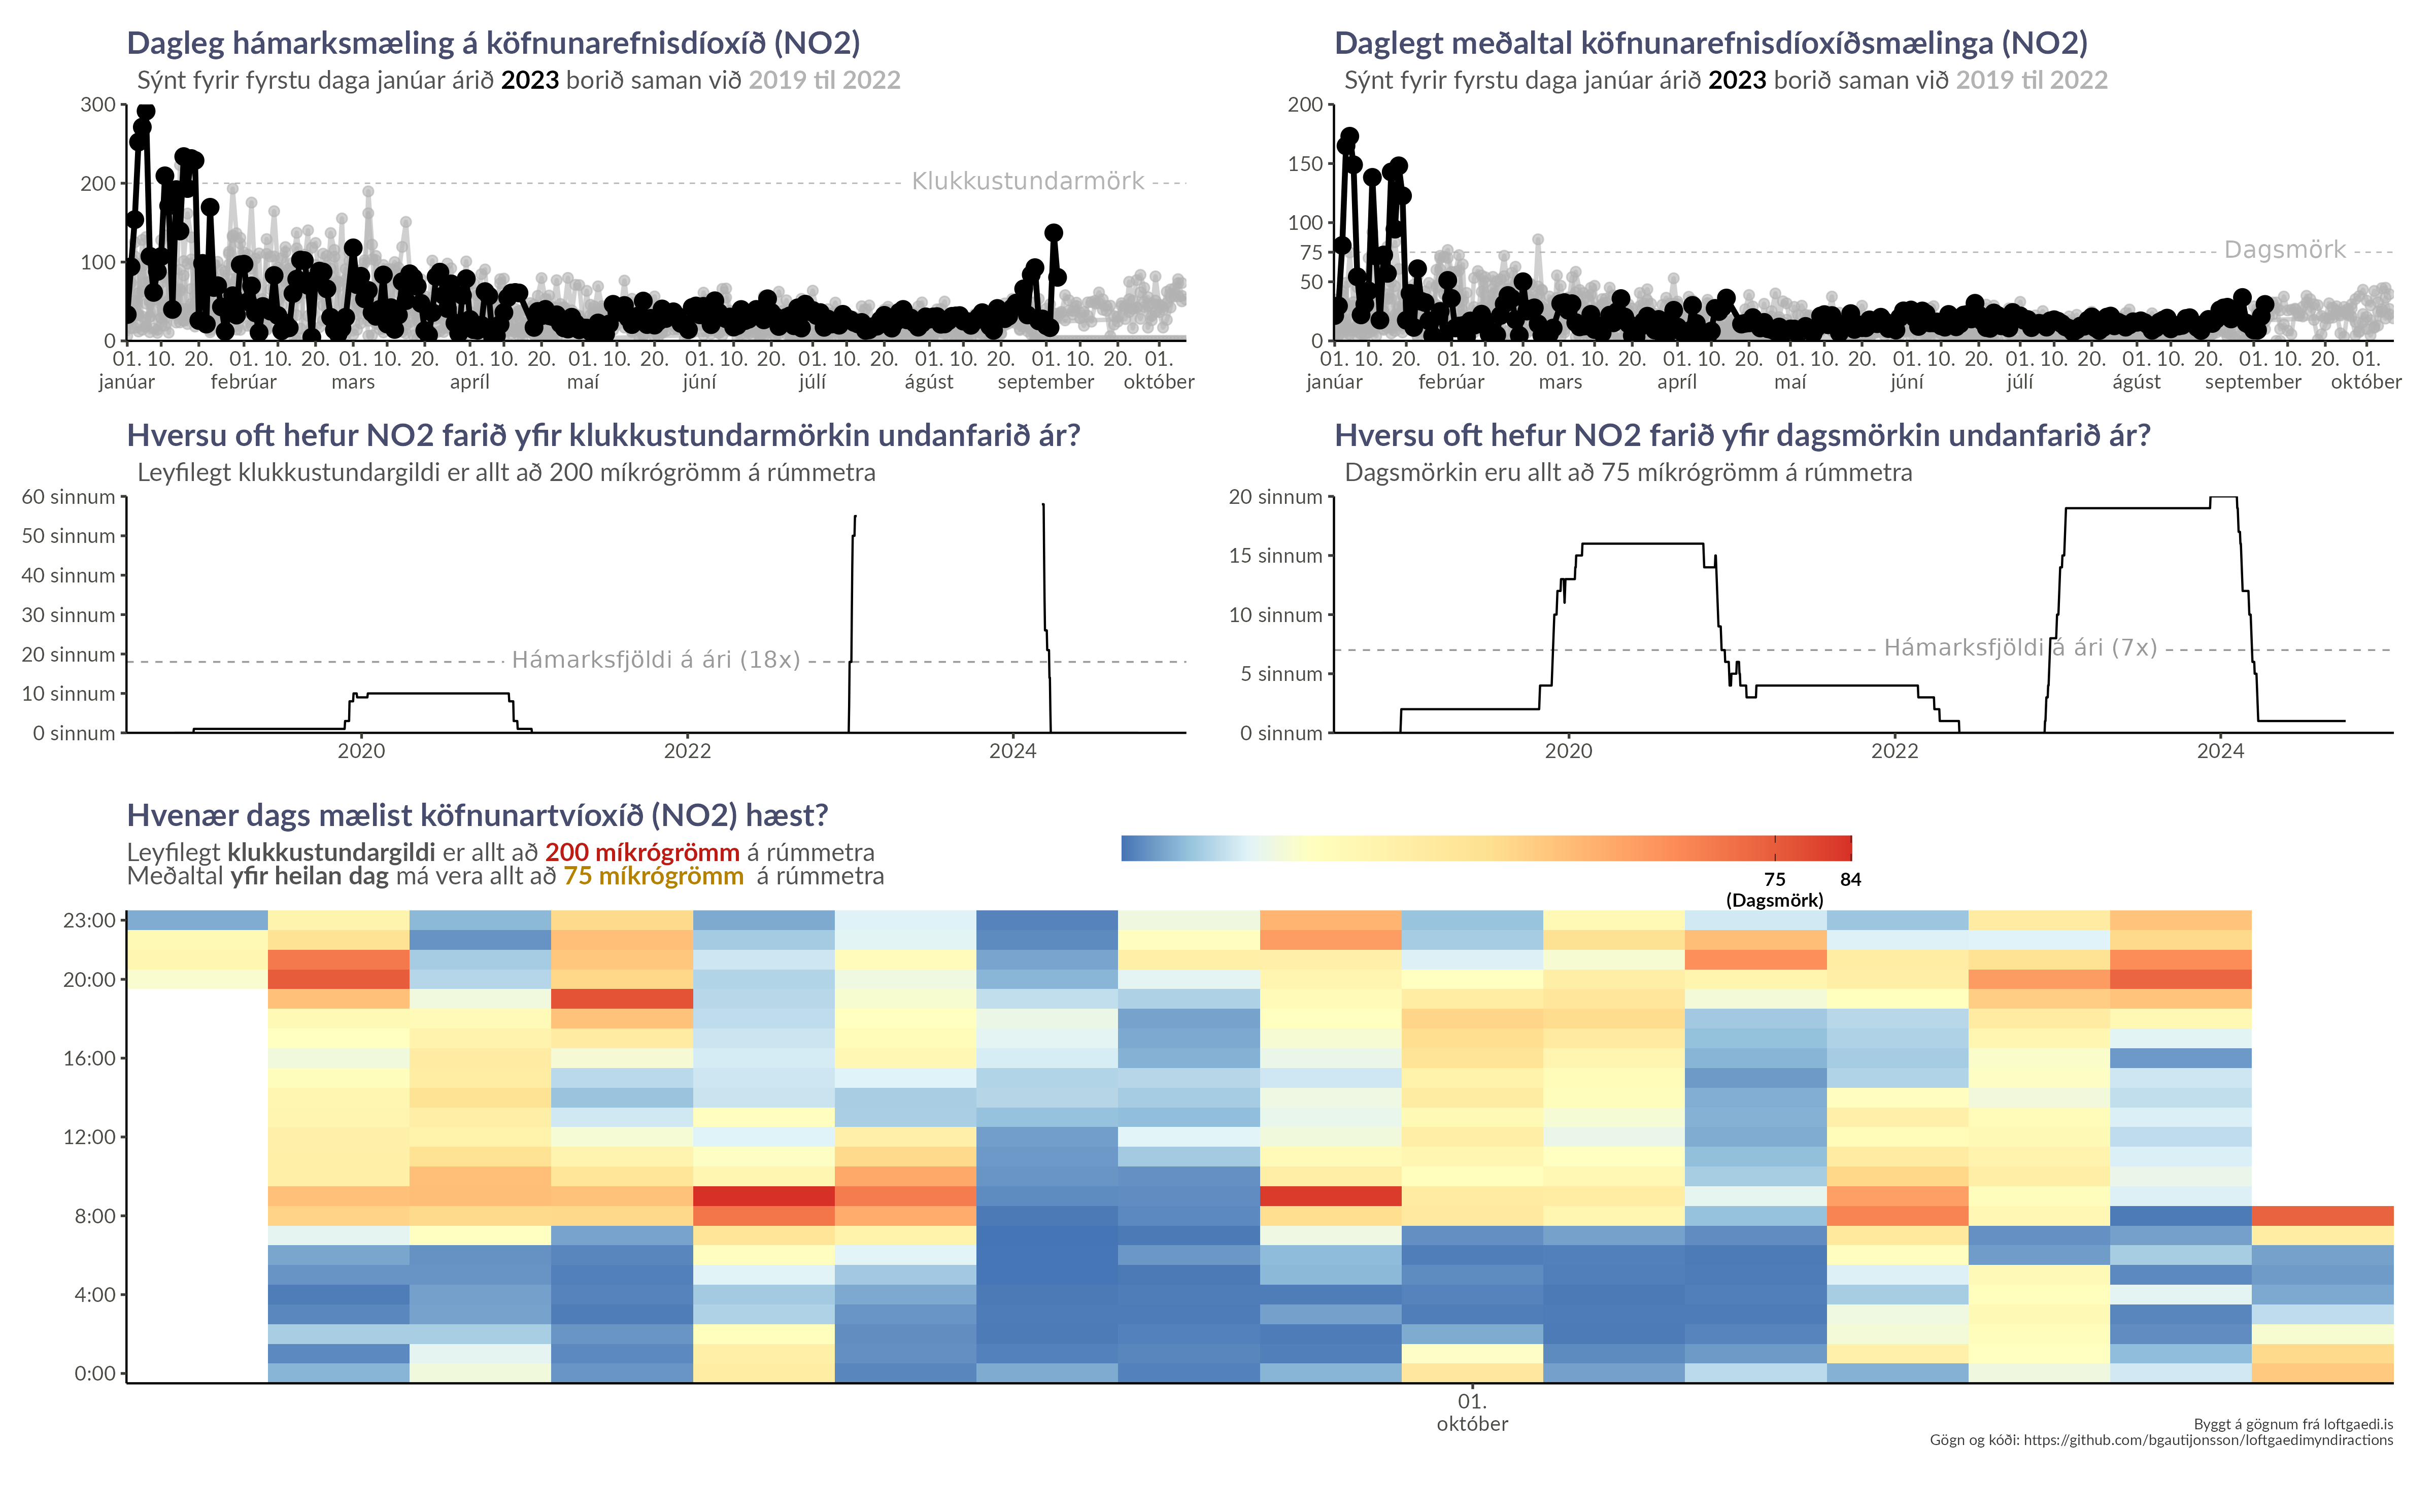 Dagleg hámarksmæling á köfnunarefnisdíoxíð (NO2)
Sýnt fyrir fyrstu daga janúar árið 2023 borið saman við 2019 til 2022
300
200
100
0
Klukkustundarmörk
01. 10. 20. 01. 10. 20. 01. 10. 20. 01. 10. 20. 01. 10. 20. 01. 10. 20. 01. 10. 20. 01. 10. 20. 01. 10. 20. 01.
janúar febrúar mars apríl maí júní júlí ágúst september október
Daglegt meðaltal köfnunarefnisdíoxíðsmælinga (NO2)
Sýnt fyrir fyrstu daga janúar árið 2023 borið saman við 2019 til 2022
200
150
100
75
50
0
Dagsmörk
01. 10. 20. 01. 10. 20. 01. 10. 20. 01. 10. 20. 01. 10. 20. 01. 10. 20. 01. 10. 20. 01. 10. 20. 01. 10. 20. 01.
janúar febrúar mars apríl maí júní júlí ágúst september október
Hversu oft hefur NO2 farið yfir klukkustundarmörkin undanfarið ár?
Leyfilegt klukkustundargildi er allt að 200 míkrógrömm á rúmmetra
60 sinnum
50 sinnum
40 sinnum
30 sinnum
20 sinnum
10 sinnum
0 sinnum
Hámarksfjöldi á ári (18x)
2020 2022 2024
Hversu oft hefur NO2 farið yfir dagsmörkin undanfarið ár?
Dagsmörkin eru allt að 75 míkrógrömm á rúmmetra
20 sinnum
15 sinnum
10 sinnum
5 sinnum
0 sinnum
Hámarksfjöldi á ári (7x)
2020 2022 2024
Hvenær dags mælist köfnunartvíoxíð (NO2) hæst?
Leyfilegt klukkustundargildi er allt að 200 míkrógrömm á rúmmetra
Meðaltal yfir heilan dag má vera allt að 75 míkrógrömm á rúmmetra
75 84
(Dagsmörk)
23:00
20:00
16:00
12:00
8:00
4:00
0:00
01.
október
Byggt á gögnum frá loftgaedi.is
Gögn og kóði: https://github.com/bgautijonsson/loftgaedimyndiractions